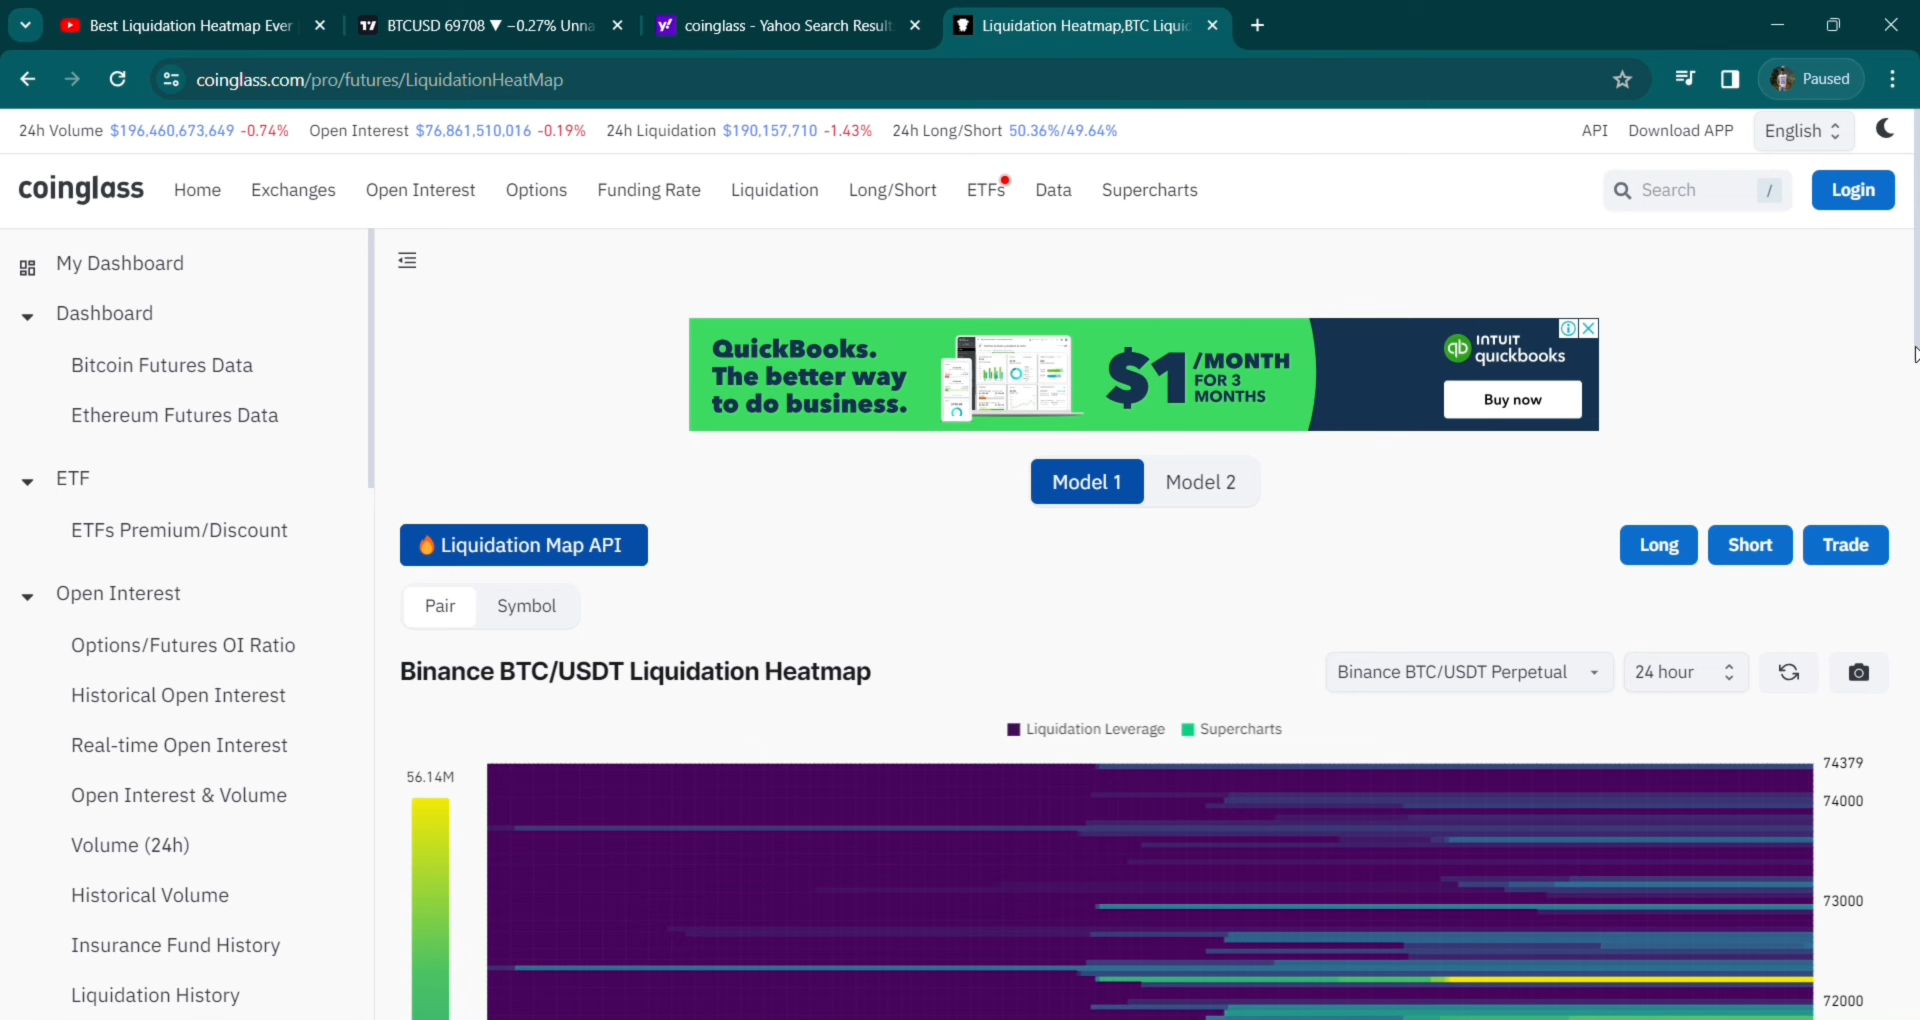 Best Liquidation Heatmap Ever
BTCUSD 69708 ▼ −0.27% Unna
coinglass - Yahoo Search Result
Liquidation Heatmap,BTC Liquid
coinglass.com/pro/futures/LiquidationHeatMap
Paused
24h Volume $196,460,673,649 -0.74% Open Interest $76,861,510,016 -0.19% 24h Liquidation $190,157,710 -1.43% 24h Long/Short 50.36%/49.64%
API Download APP English
coinglass Home Exchanges Open Interest Options Funding Rate Liquidation Long/Short ETFs Data Supercharts
Search /
Login
My Dashboard
Dashboard
Bitcoin Futures Data
Ethereum Futures Data
ETF
ETFs Premium/Discount
Open Interest
Options/Futures OI Ratio
Historical Open Interest
Real-time Open Interest
Open Interest & Volume
Volume (24h)
Historical Volume
Insurance Fund History
Liquidation History
QuickBooks.
The better way
to do business.
$1 /MONTH
FOR 3
MONTHS
qb INTUIT
quickbooks
Buy now
Model 1 Model 2
Liquidation Map API
Long Short Trade
Pair Symbol
Binance BTC/USDT Liquidation Heatmap
Binance BTC/USDT Perpetual
24 hour
Liquidation Leverage Supercharts
56.14M
74379
74000
73000
72000